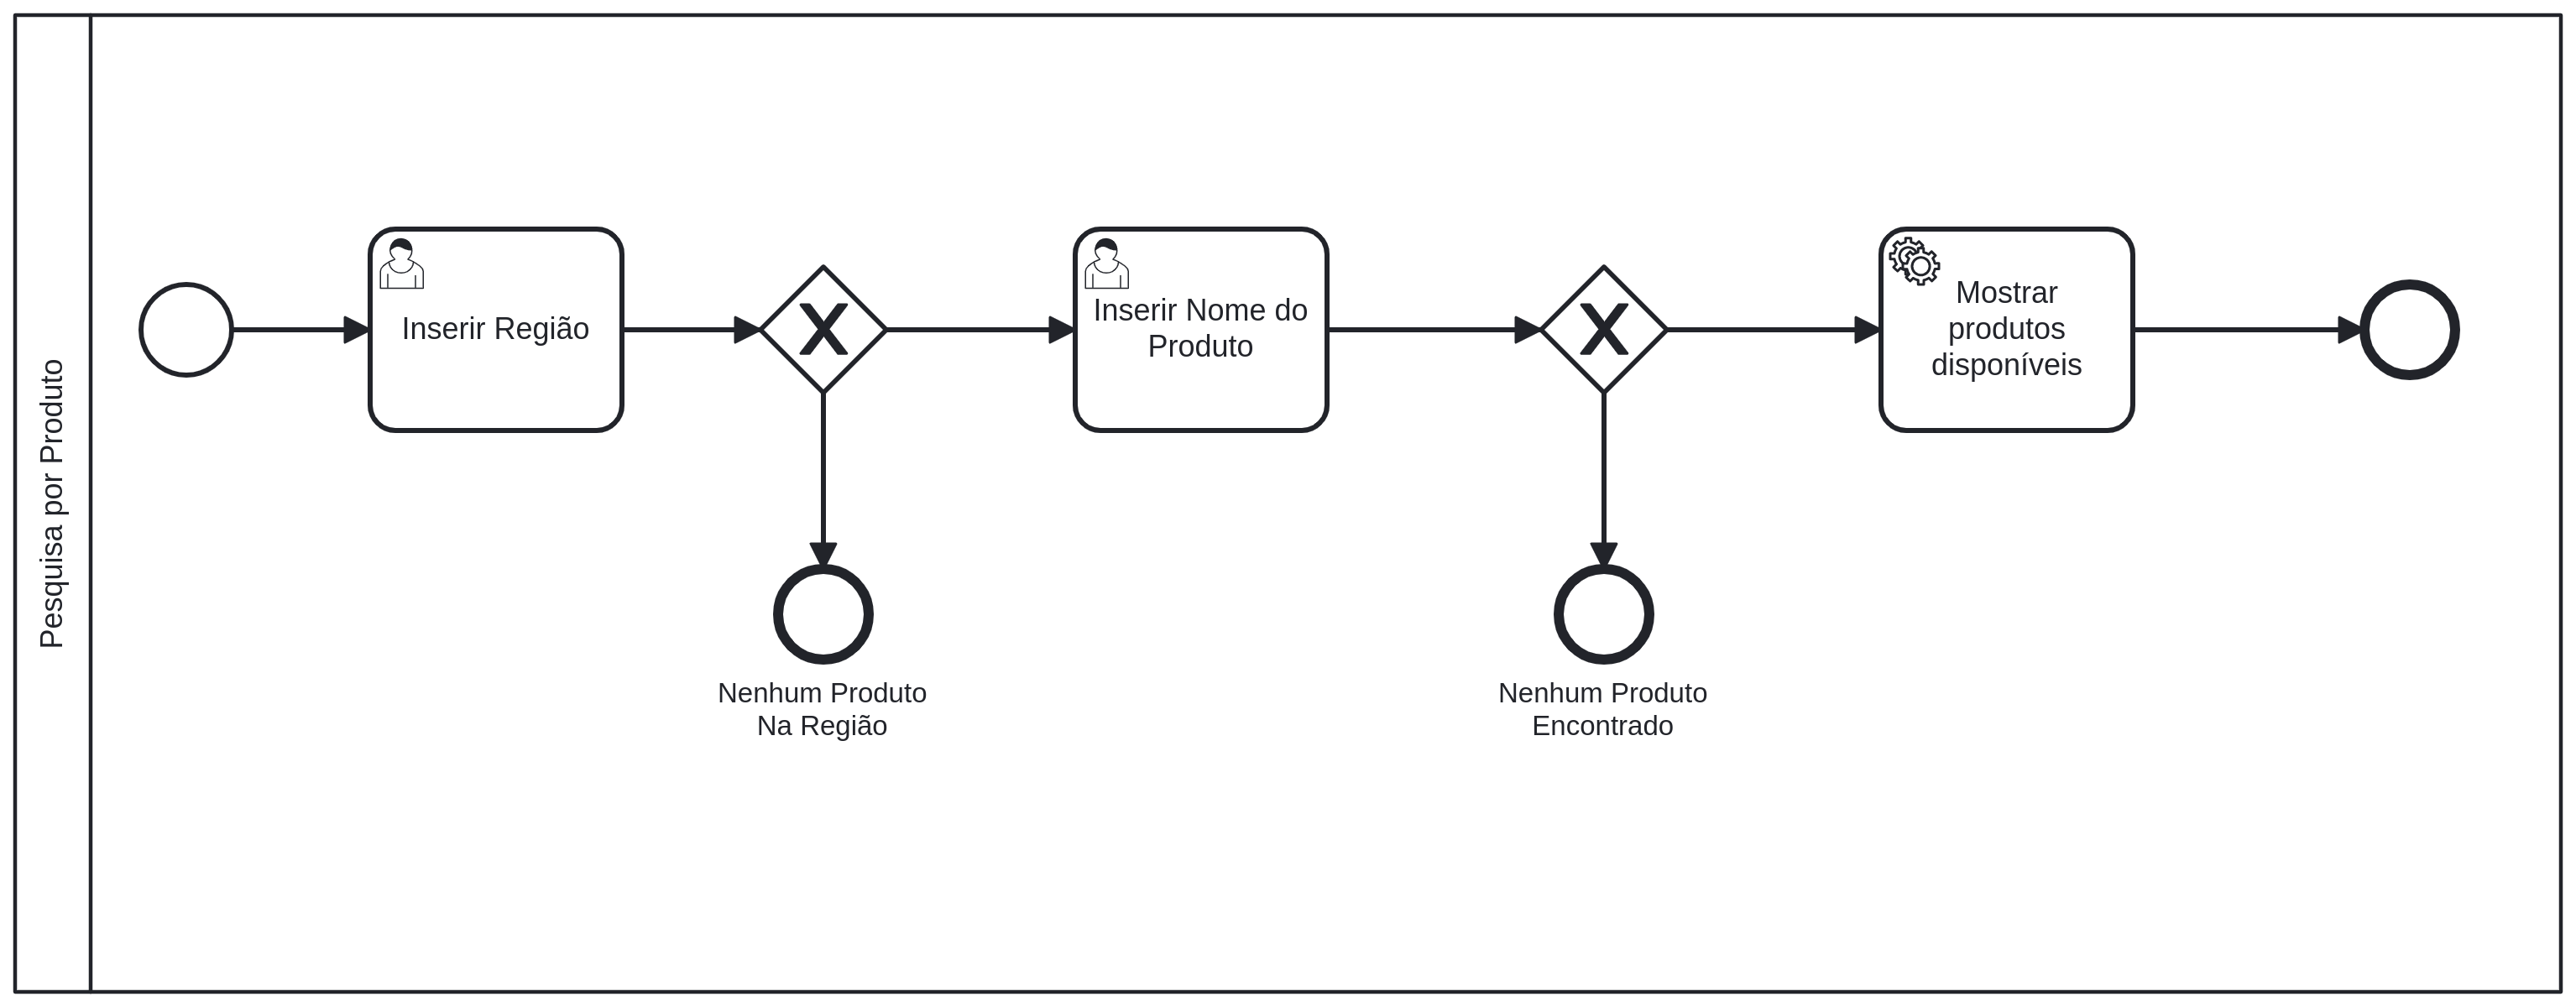 Pesquisa por Produto
Inserir Região
Inserir Nome do
Produto
Mostrar
produtos
disponíveis
Nenhum Produto
Na Região
Nenhum Produto
Encontrado